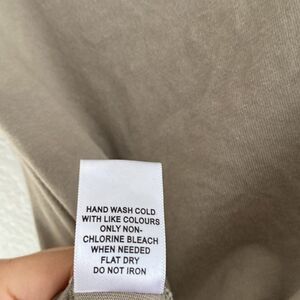 HAND WASH COLD
WITH LIKE COLOURS
ONLY NON-
CHLORINE BLEACH
WHEN NEEDED
FLAT DRY
DO NOT IRON